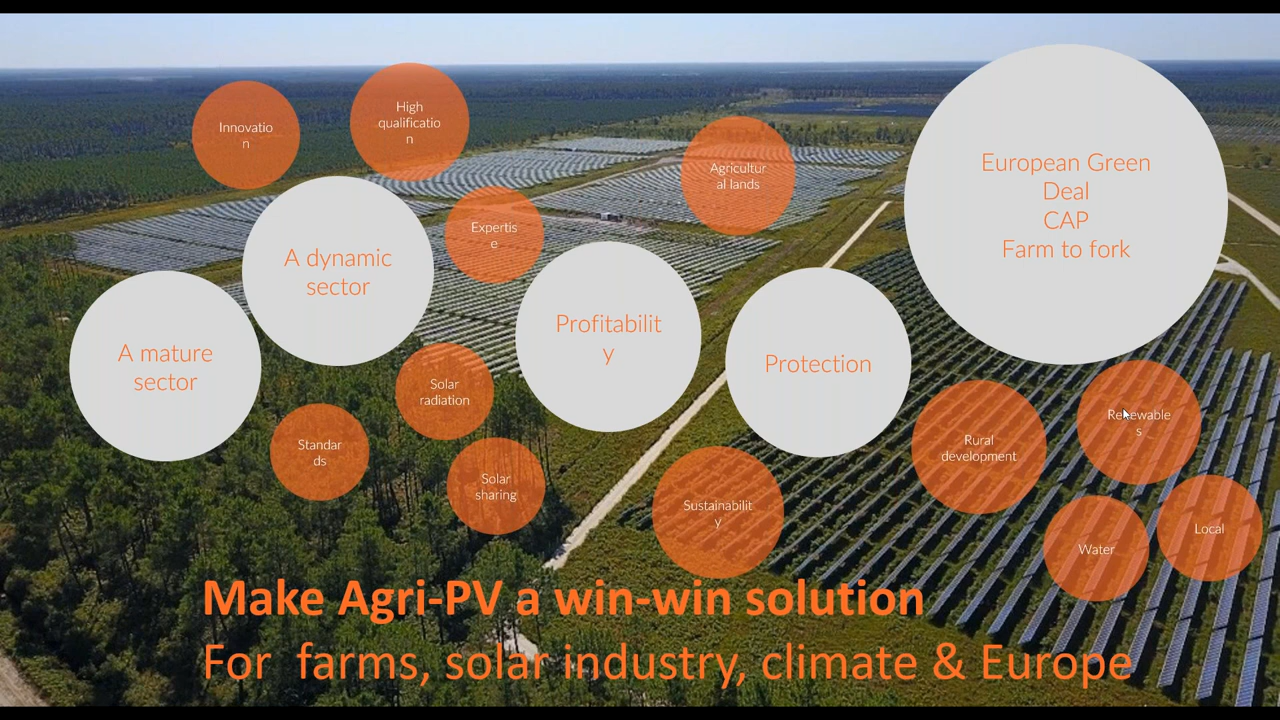 Innovatio
n
High
qualificatio
n
Agricultur
al lands
European Green
Deal
CAP
Farm to fork
Expertis
e
A dynamic
sector
Profitabilit
y
A mature
sector
Protection
Solar
radiation
Standar
ds
Solar
sharing
Sustainabilit
y
Rural
development
Renewable
s
Water
Local
Make Agri-PV a win-win solution
For farms, solar industry, climate & Europe